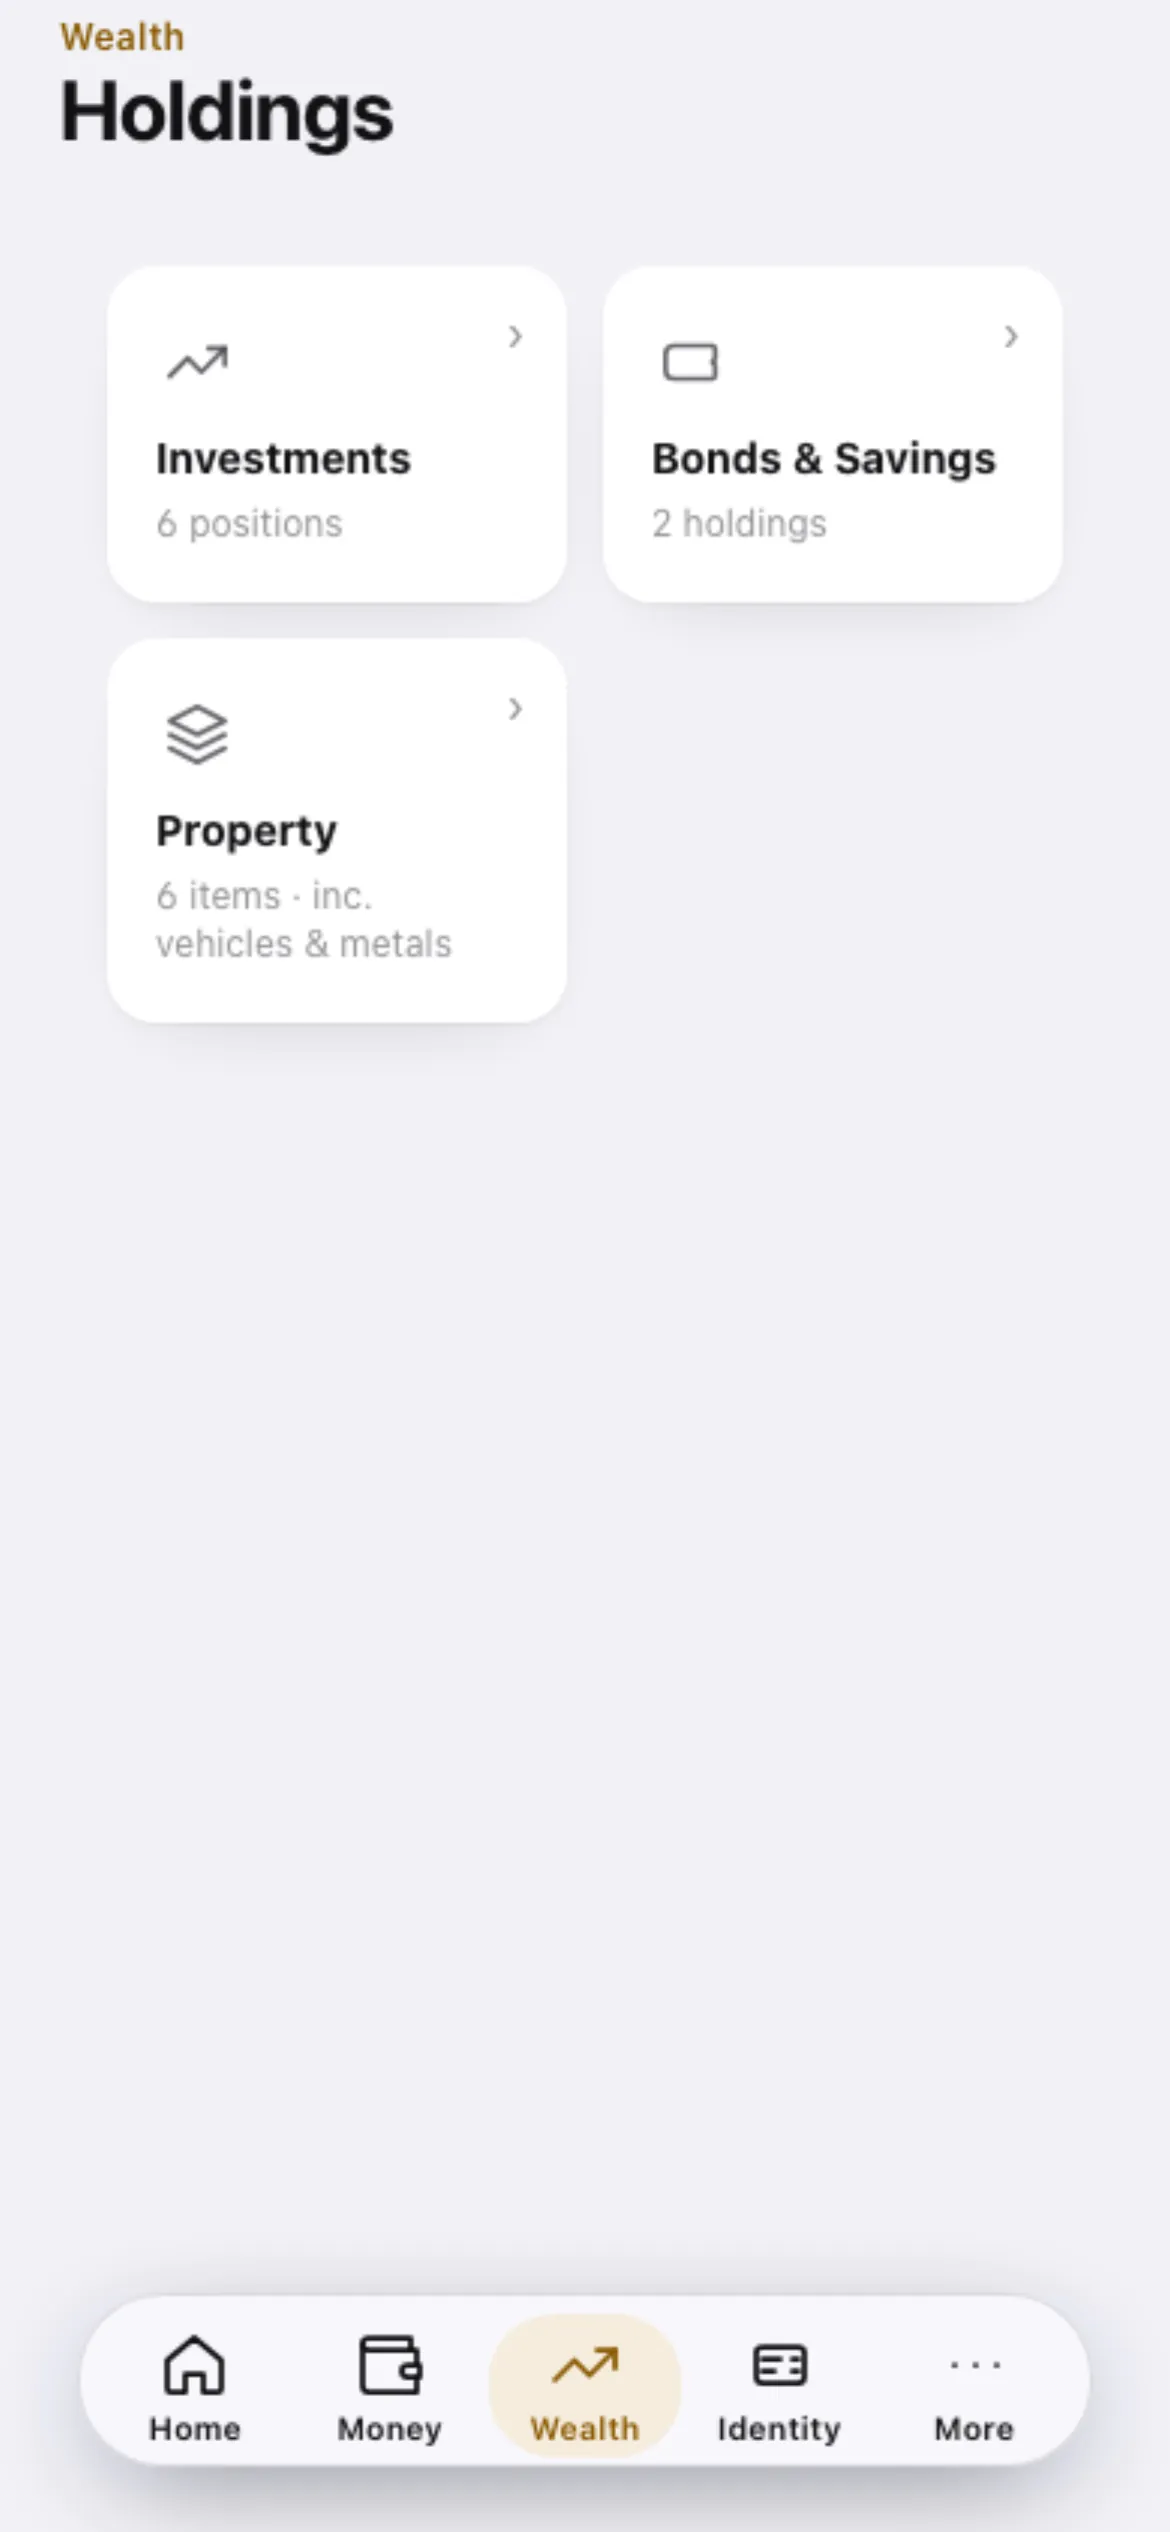 Wealth
Holdings
Investments
6 positions
Bonds & Savings
2 holdings
Property
6 items · inc.
vehicles & metals
Home
Money
Wealth
Identity
More